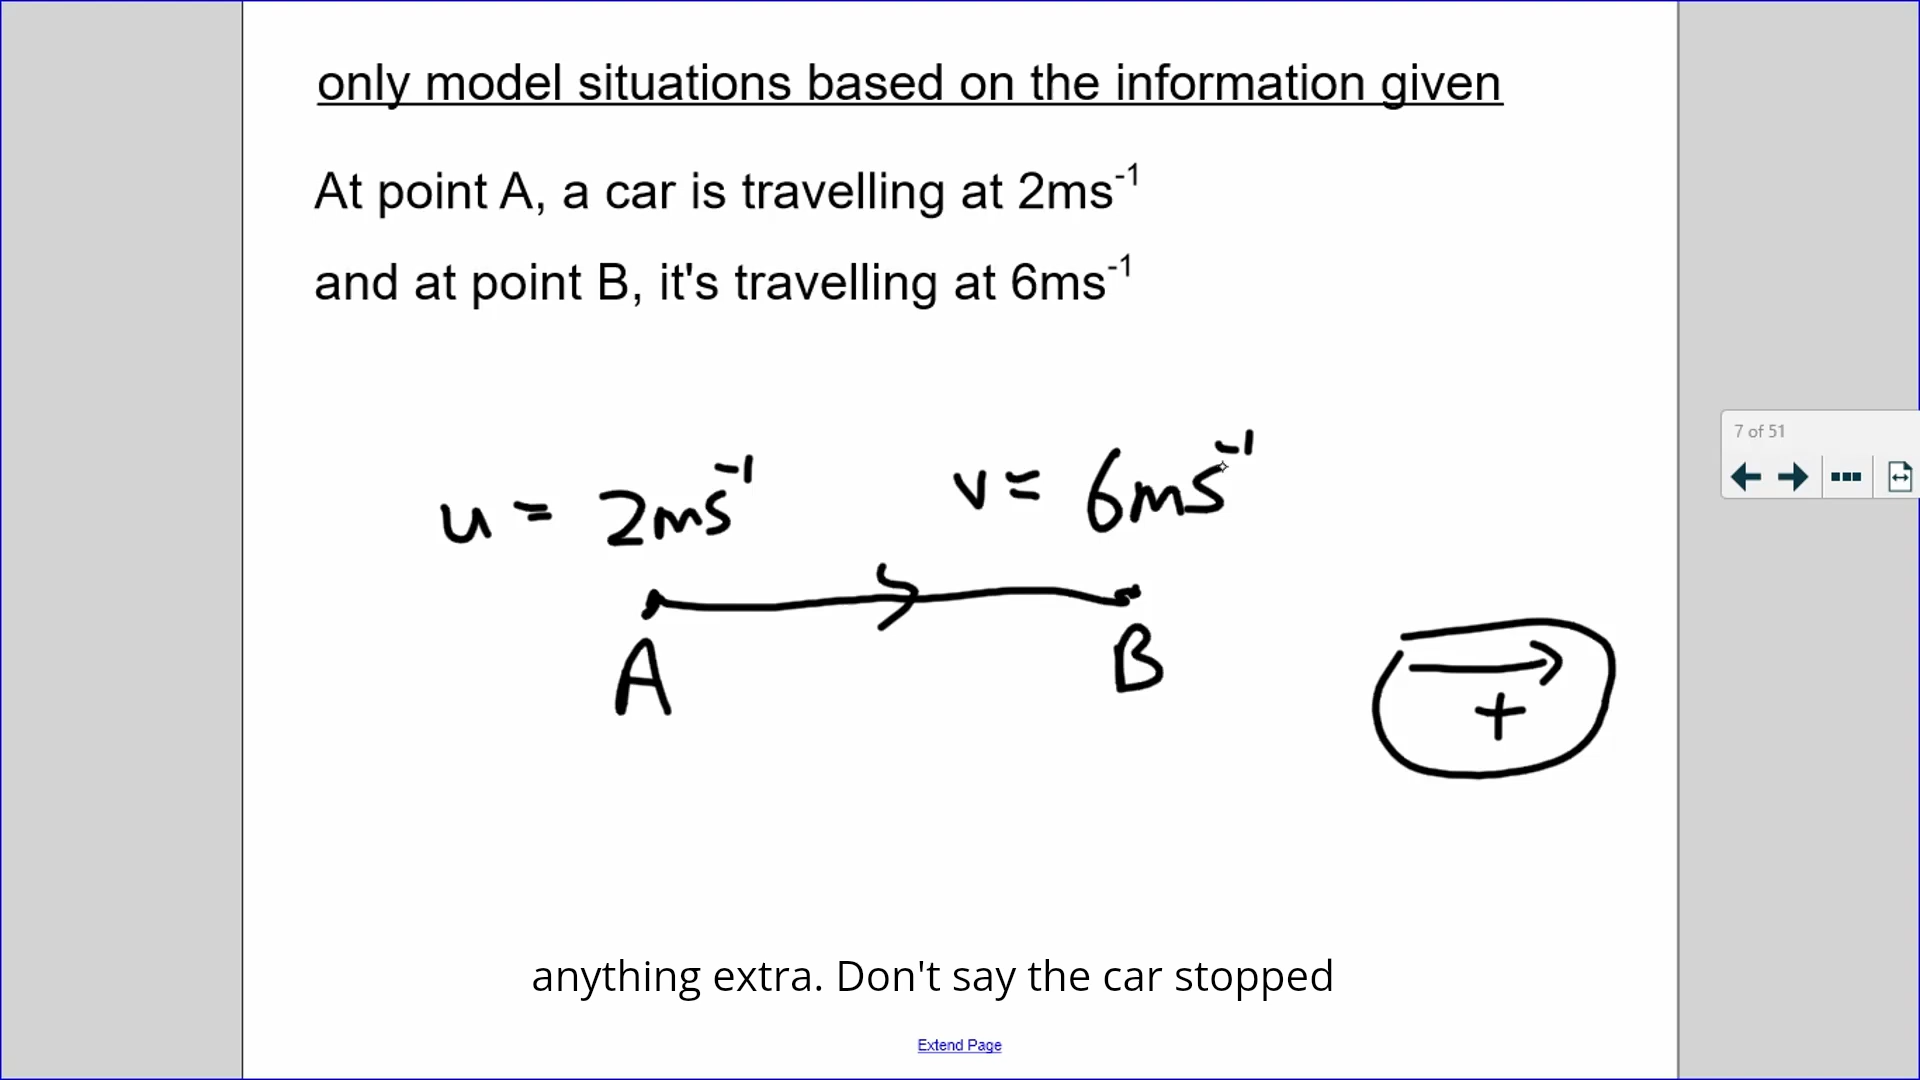 only model situations based on the information given
At point A, a car is travelling at 2ms⁻¹
and at point B, it's travelling at 6ms⁻¹
u = 2ms⁻¹
v = 6ms⁻¹
A
B
+
7 of 51
anything extra. Don't say the car stopped
Extend Page